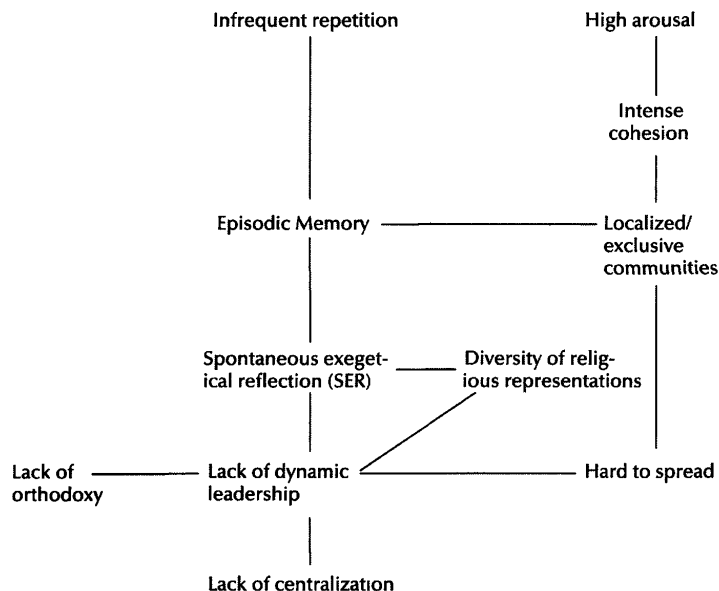 Infrequent repetition
High arousal
Intense
cohesion
Episodic Memory
Localized/
exclusive
communities
Spontaneous exeget-
ical reflection (SER)
Diversity of relig-
ious representations
Lack of
orthodoxy
Lack of dynamic
leadership
Hard to spread
Lack of centralization